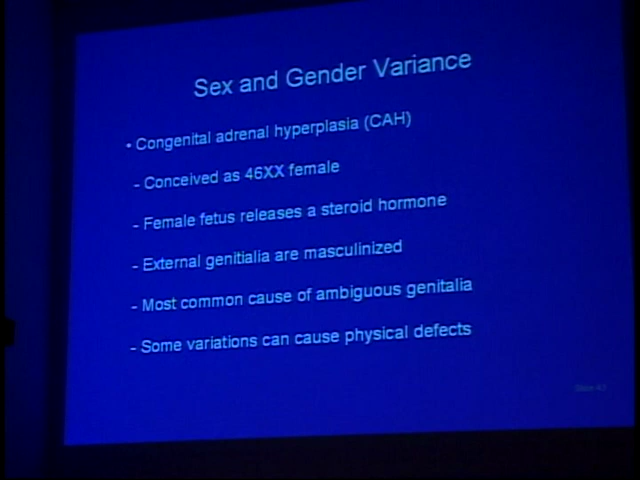 Sex and Gender Variance
• Congenital adrenal hyperplasia (CAH)
- Conceived as 46XX female
- Female fetus releases a steroid hormone
- External genitialia are masculinized
- Most common cause of ambiguous genitalia
- Some variations can cause physical defects